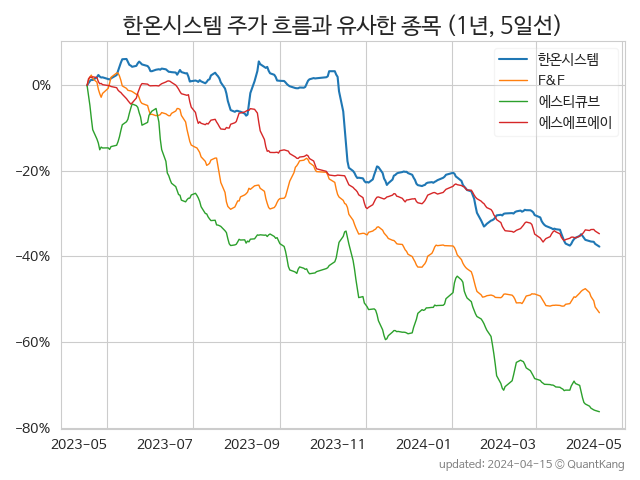 한온시스템 주가 흐름과 유사한 종목 (1년, 5일선)
한온시스템
F&F
에스티큐브
에스에프에이
0%
−20%
−40%
−60%
−80%
2023-05 2023-07 2023-09 2023-11 2024-01 2024-03 2024-05
updated: 2024-04-15 © QuantKang